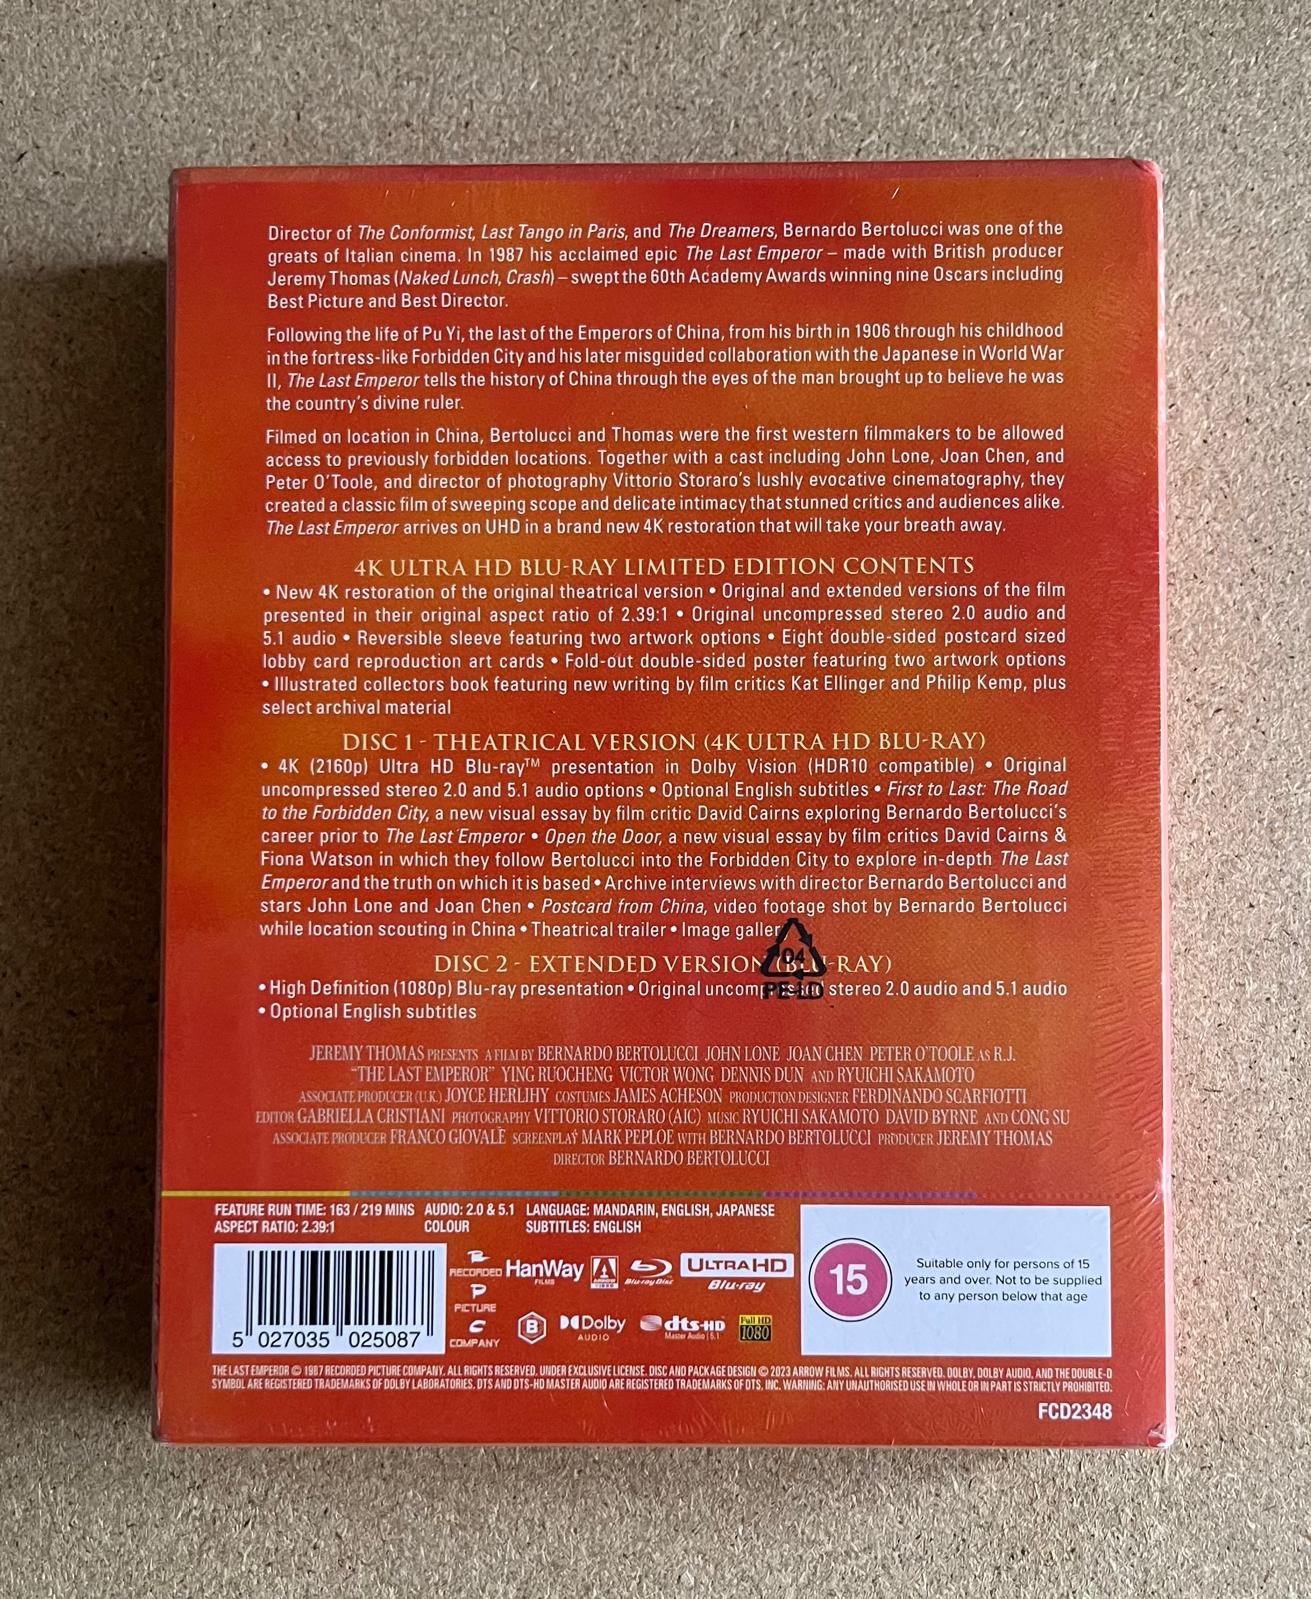 Director of The Conformist, Last Tango in Paris, and The Dreamers, Bernardo Bertolucci was one of the
greats of Italian cinema. In 1987 his acclaimed epic The Last Emperor – made with British producer
Jeremy Thomas (Naked Lunch, Crash) – swept the 60th Academy Awards winning nine Oscars including
Best Picture and Best Director.
Following the life of Pu Yi, the last of the Emperors of China, from his birth in 1906 through his childhood
in the fortress-like Forbidden City and his later misguided collaboration with the Japanese in World War
II, The Last Emperor tells the history of China through the eyes of the man brought up to believe he was
the country's divine ruler.
Filmed on location in China, Bertolucci and Thomas were the first western filmmakers to be allowed
access to previously forbidden locations. Together with a cast including John Lone, Joan Chen, and
Peter O'Toole, and director of photography Vittorio Storaro's lushly evocative cinematography, they
created a classic film of sweeping scope and delicate intimacy that stunned critics and audiences alike.
The Last Emperor arrives on UHD in a brand new 4K restoration that will take your breath away.
4K ULTRA HD BLU-RAY LIMITED EDITION CONTENTS
• New 4K restoration of the original theatrical version • Original and extended versions of the film
presented in their original aspect ratio of 2.39:1 • Original uncompressed stereo 2.0 audio and
5.1 audio • Reversible sleeve featuring two artwork options • Eight double-sided postcard sized
lobby card reproduction art cards • Fold-out double-sided poster featuring two artwork options
• Illustrated collectors book featuring new writing by film critics Kat Ellinger and Philip Kemp, plus
select archival material
DISC 1 - THEATRICAL VERSION (4K ULTRA HD BLU-RAY)
• 4K (2160p) Ultra HD Blu-ray™ presentation in Dolby Vision (HDR10 compatible) • Original
uncompressed stereo 2.0 and 5.1 audio options • Optional English subtitles • First to Last: The Road
to the Forbidden City, a new visual essay by film critic David Cairns exploring Bernardo Bertolucci's
career prior to The Last Emperor • Open the Door, a new visual essay by film critics David Cairns &
Fiona Watson in which they follow Bertolucci into the Forbidden City to explore in-depth The Last
Emperor and the truth on which it is based • Archive interviews with director Bernardo Bertolucci and
stars John Lone and Joan Chen • Postcard from China, video footage shot by Bernardo Bertolucci
while location scouting in China • Theatrical trailer • Image gallery
04
DISC 2 - EXTENDED VERSION (BLU-RAY)
PE-LD
• High Definition (1080p) Blu-ray presentation • Original uncompressed stereo 2.0 audio and 5.1 audio
• Optional English subtitles
JEREMY THOMAS PRESENTS A FILM BY BERNARDO BERTOLUCCI JOHN LONE JOAN CHEN PETER O'TOOLE AS R.J.
"THE LAST EMPEROR" YING RUOCHENG VICTOR WONG DENNIS DUN AND RYUICHI SAKAMOTO
ASSOCIATE PRODUCER (U.K.) JOYCE HERLIHY COSTUMES JAMES ACHESON PRODUCTION DESIGNER FERDINANDO SCARFIOTTI
EDITOR GABRIELLA CRISTIANI PHOTOGRAPHY VITTORIO STORARO (AIC) MUSIC RYUICHI SAKAMOTO DAVID BYRNE AND CONG SU
ASSOCIATE PRODUCER FRANCO GIOVALÈ SCREENPLAY MARK PEPLOE WITH BERNARDO BERTOLUCCI PRODUCER JEREMY THOMAS
DIRECTOR BERNARDO BERTOLUCCI
FEATURE RUN TIME: 163 / 219 MINS AUDIO: 2.0 & 5.1 LANGUAGE: MANDARIN, ENGLISH, JAPANESE
ASPECT RATIO: 2.39:1 COLOUR SUBTITLES: ENGLISH
5 027035 025087
RECORDED
PICTURE
COMPANY
HanWay
FILMS
ARROW
VIDEO
Blu-ray Disc
ULTRA HD
Blu-ray
B
Dolby
AUDIO
dts-HD
Master Audio | 5.1
Full HD
1080
15
Suitable only for persons of 15
years and over. Not to be supplied
to any person below that age
THE LAST EMPEROR © 1987 RECORDED PICTURE COMPANY. ALL RIGHTS RESERVED. UNDER EXCLUSIVE LICENSE. DISC AND PACKAGE DESIGN © 2023 ARROW FILMS. ALL RIGHTS RESERVED. DOLBY, DOLBY AUDIO, AND THE DOUBLE-D
SYMBOL ARE REGISTERED TRADEMARKS OF DOLBY LABORATORIES. DTS AND DTS-HD MASTER AUDIO ARE REGISTERED TRADEMARKS OF DTS, INC. WARNING: ANY UNAUTHORISED USE IN WHOLE OR IN PART IS STRICTLY PROHIBITED.
FCD2348